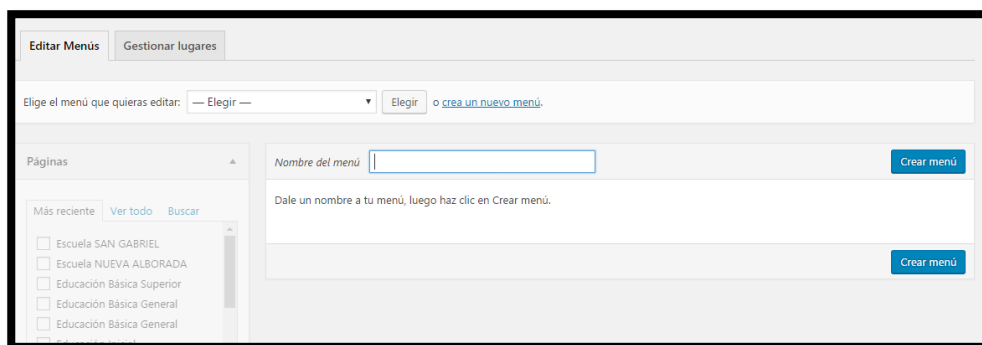 Editar Menús Gestionar lugares
Elige el menú que quieras editar: — Elegir — Elegir o crea un nuevo menú.
Páginas
Nombre del menú Crear menú
Más reciente Ver todo Buscar
Dale un nombre a tu menú, luego haz clic en Crear menú.
Escuela SAN GABRIEL
Escuela NUEVA ALBORADA
Educación Básica Superior
Educación Básica General
Educación Básica General
Educación Inicial
Crear menú